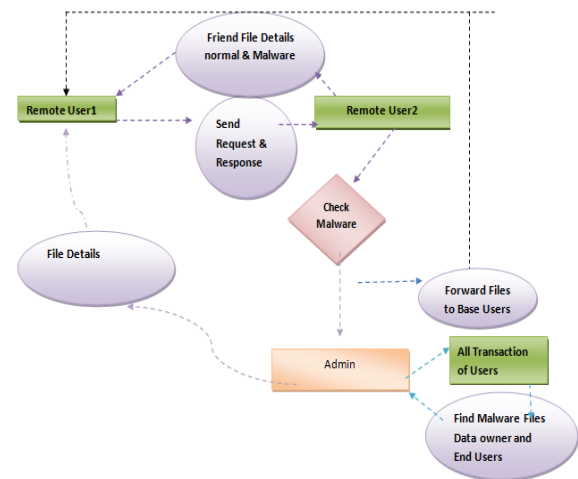 Friend File Details
normal & Malware
Remote User1
Remote User2
Send
Request &
Response
Check
Malware
File Details
Forward Files
to Base Users
Admin
All Transaction
of Users
Find Malware Files
Data owner and
End Users